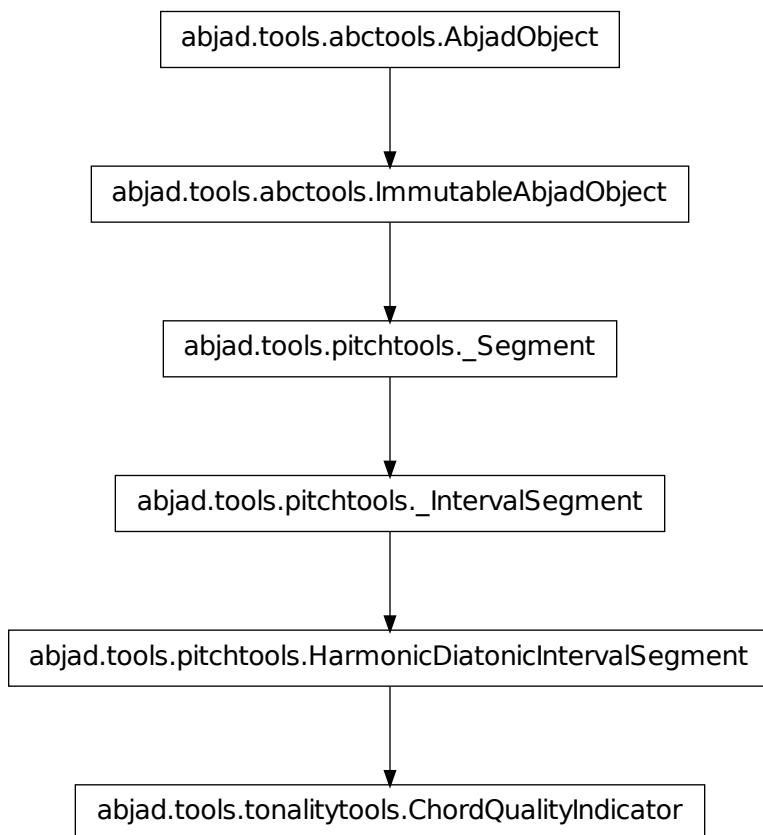 abjad.tools.abctools.AbjadObject
abjad.tools.abctools.ImmutableAbjadObject
abjad.tools.pitchtools._Segment
abjad.tools.pitchtools._IntervalSegment
abjad.tools.pitchtools.HarmonicDiatonicIntervalSegment
abjad.tools.tonalitytools.ChordQualityIndicator